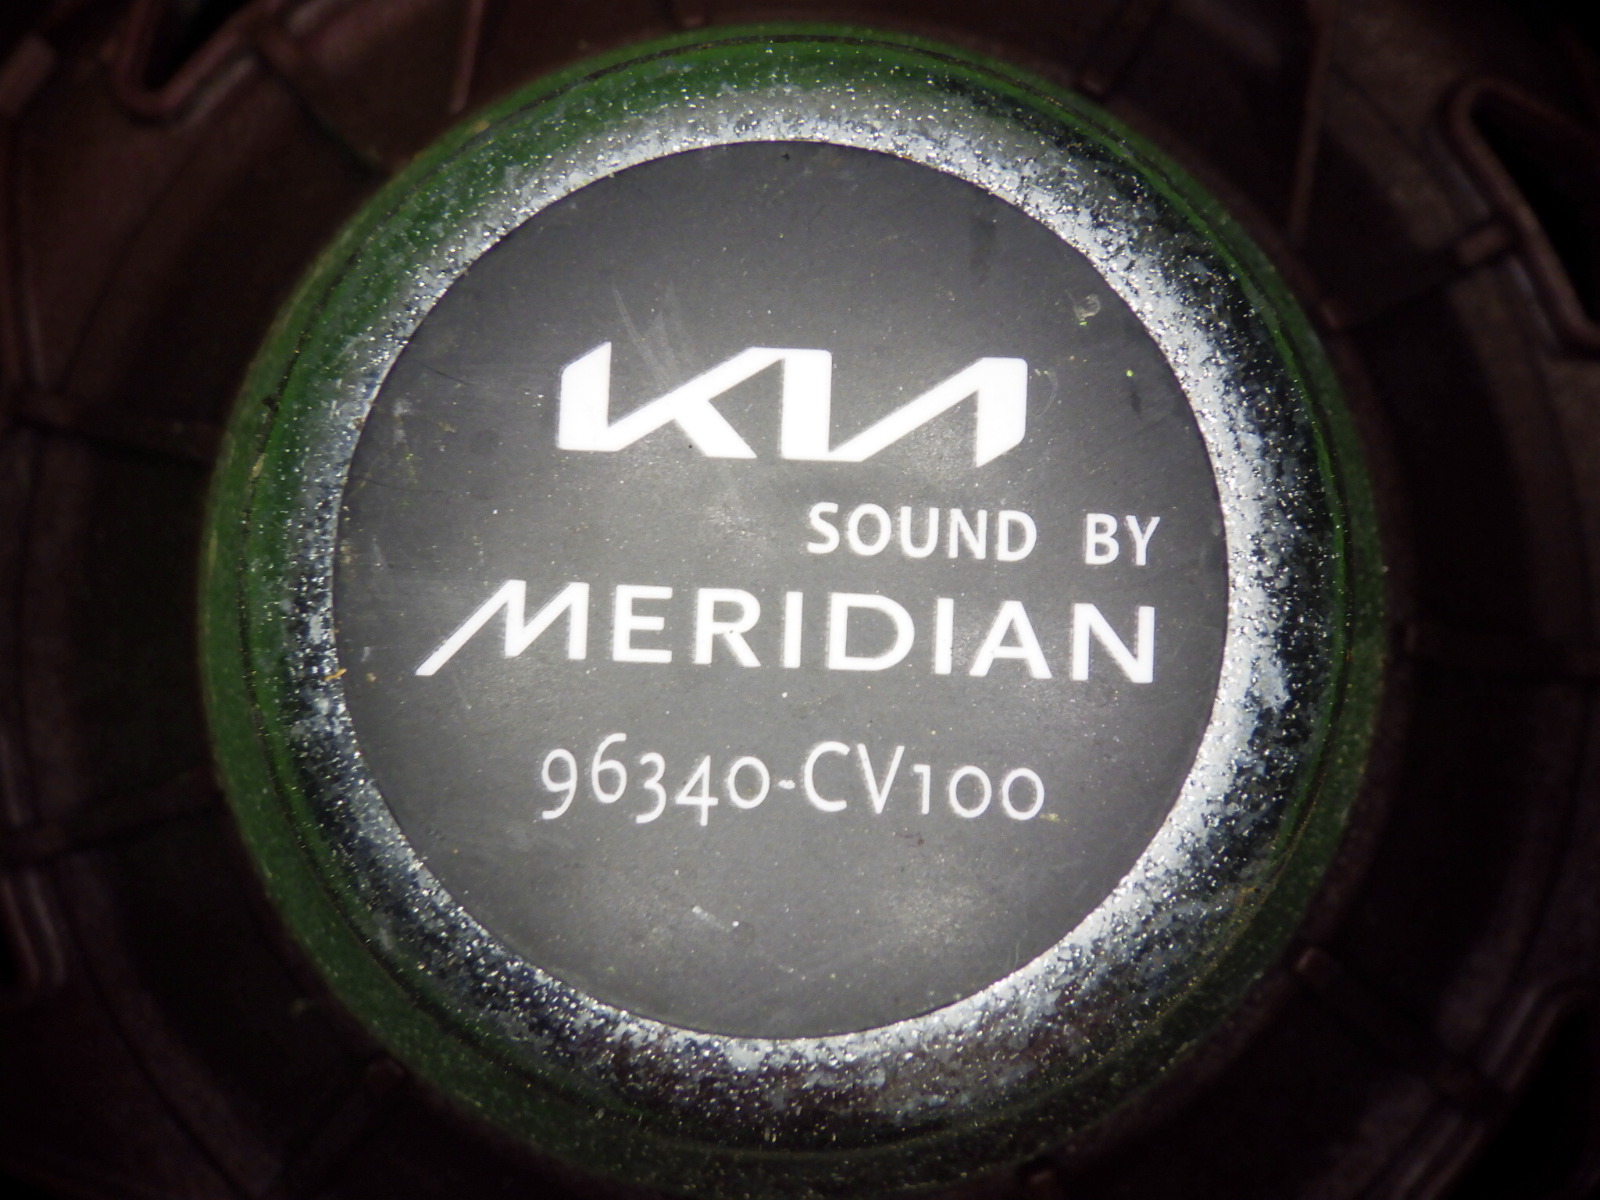 KIA
SOUND BY
MERIDIAN
96340-CV100